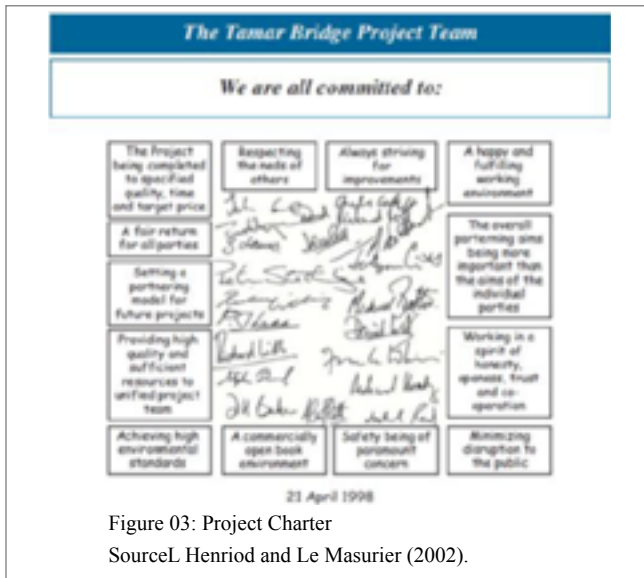 The Tamar Bridge Project Team
We are all committed to:
The Project
being completed
to specified
quality, time
and target price
Respecting
the neds of
others
Always striving
for
improvements
A happy and
fulfilling
working
environment
A fair return
for all parties
The overall
parterning aims
being more
important than
the aims of the
individual
parties
Setting a
partnering
model for
future projects
Providing high
quality and
sufficient
resources to
unified project
team
Working in a
spirit of
honesty,
openess, trust
and co-
operation
Achieving high
environmental
standards
A commercially
open book
environment
Safety being of
paramount
concern
Minimizing
disruption to
the public
21 April 1998
Figure 03: Project Charter
SourceL Henriod and Le Masurier (2002).